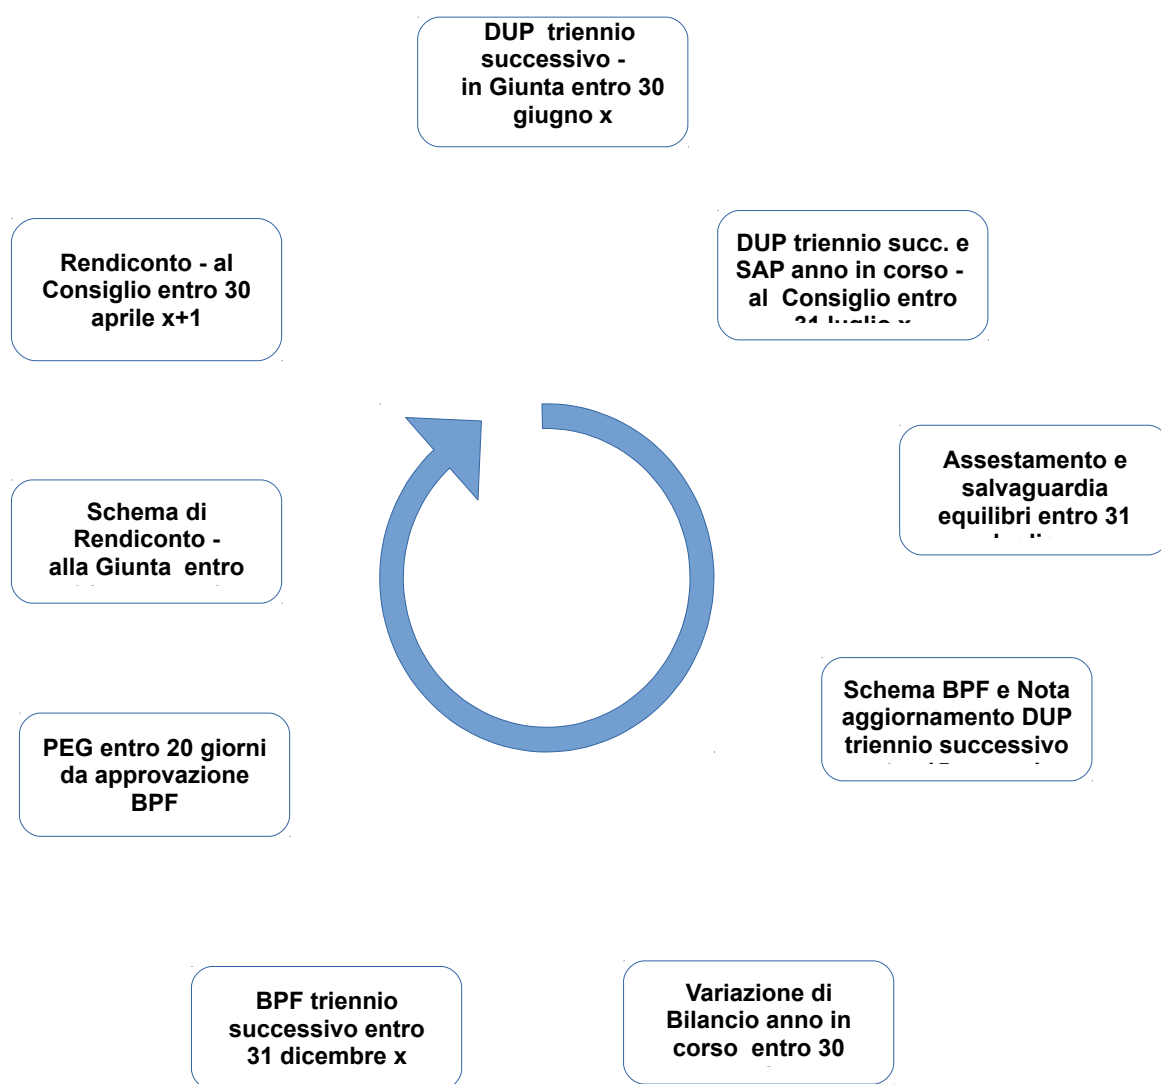 DUP triennio
successivo -
in Giunta entro 30
giugno x
DUP triennio succ. e
SAP anno in corso -
al Consiglio entro
31 luglio x
Assestamento e
salvaguardia
equilibri entro 31
Schema BPF e Nota
aggiornamento DUP
triennio successivo
Variazione di
Bilancio anno in
corso entro 30
BPF triennio
successivo entro
31 dicembre x
PEG entro 20 giorni
da approvazione
BPF
Schema di
Rendiconto -
alla Giunta entro
Rendiconto - al
Consiglio entro 30
aprile x+1